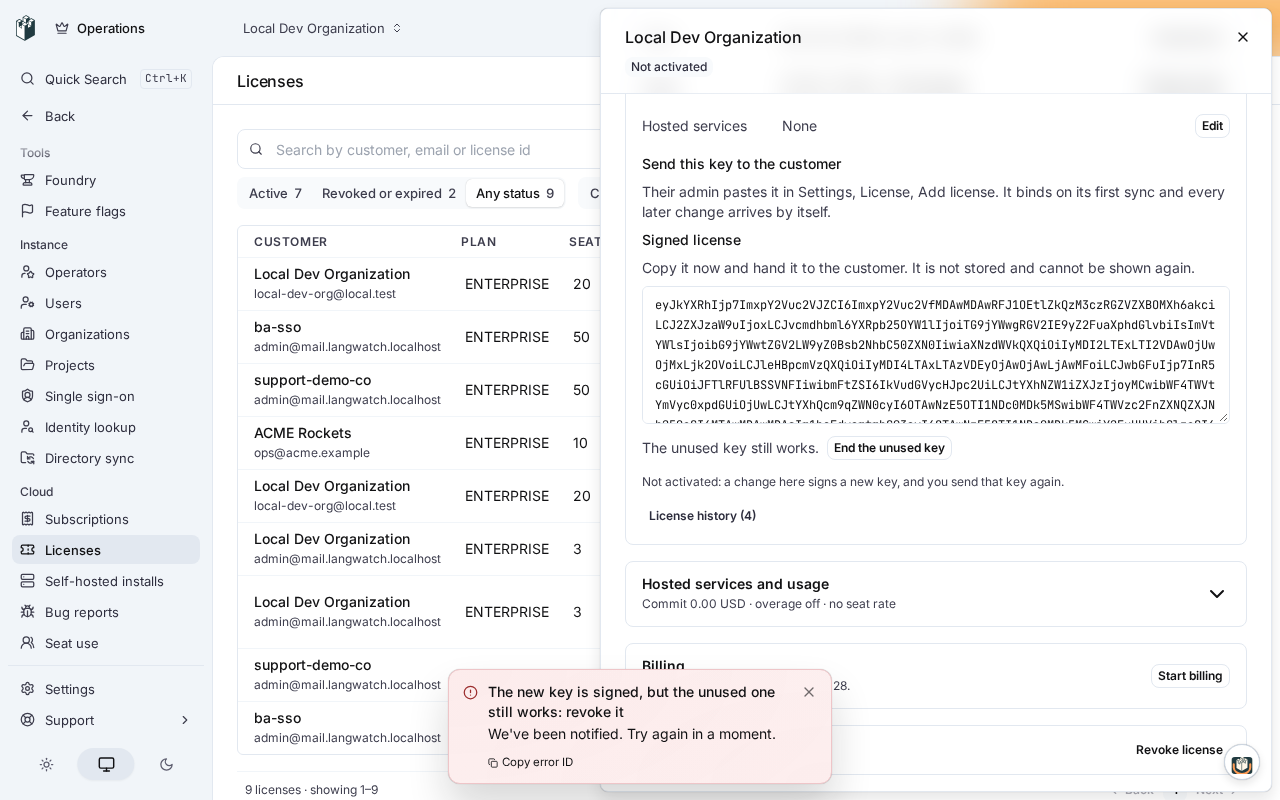 Operations
Local Dev Organization
Quick Search Ctrl+K
Back
Tools
Foundry
Feature flags
Instance
Operators
Users
Organizations
Projects
Single sign-on
Identity lookup
Directory sync
Cloud
Subscriptions
Licenses
Self-hosted installs
Bug reports
Seat use
Settings
Support
Licenses
Search by customer, email or license id
Active 7 Revoked or expired 2 Any status 9
CUSTOMER PLAN SEAT
Local Dev Organization
local-dev-org@local.test
ENTERPRISE 20
ba-sso
admin@mail.langwatch.localhost
ENTERPRISE 50
support-demo-co
admin@mail.langwatch.localhost
ENTERPRISE 50
ACME Rockets
ops@acme.example
ENTERPRISE 10
Local Dev Organization
local-dev-org@local.test
ENTERPRISE 20
Local Dev Organization
admin@mail.langwatch.localhost
ENTERPRISE 3
Local Dev Organization
admin@mail.langwatch.localhost
ENTERPRISE 3
support-demo-co
admin@mail.langwatch.localhost
ba-sso
admin@mail.langwatch.localhost
9 licenses · showing 1–9
Local Dev Organization
Not activated
Hosted services None Edit
Send this key to the customer
Their admin pastes it in Settings, License, Add license. It binds on its first sync and every
later change arrives by itself.
Signed license
Copy it now and hand it to the customer. It is not stored and cannot be shown again.
The unused key still works. End the unused key
Not activated: a change here signs a new key, and you send that key again.
License history (4)
Hosted services and usage
Commit 0.00 USD · overage off · no seat rate
Billing
28.
Start billing
Revoke license
The new key is signed, but the unused one
still works: revoke it
We've been notified. Try again in a moment.
Copy error ID